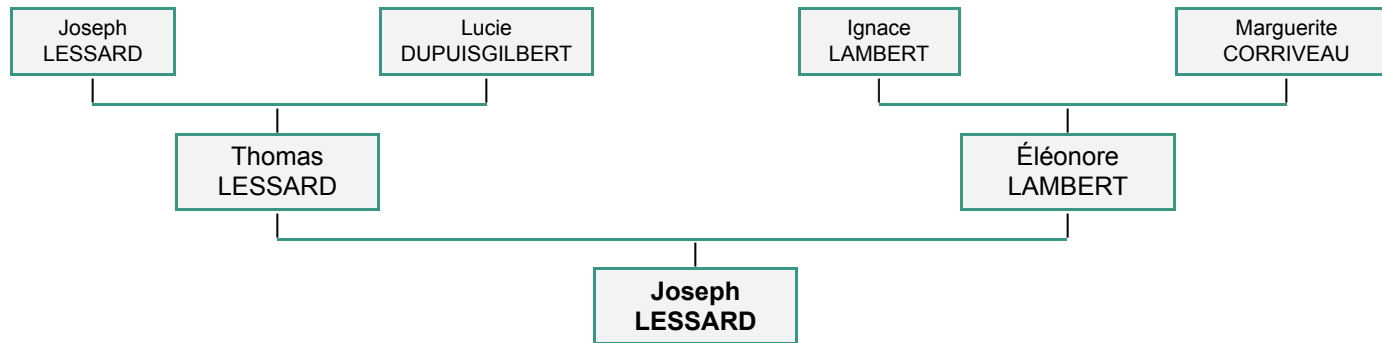 Joseph
LESSARD
Lucie
DUPUISGILBERT
Ignace
LAMBERT
Marguerite
CORRIVEAU
Thomas
LESSARD
Éléonore
LAMBERT
Joseph
LESSARD